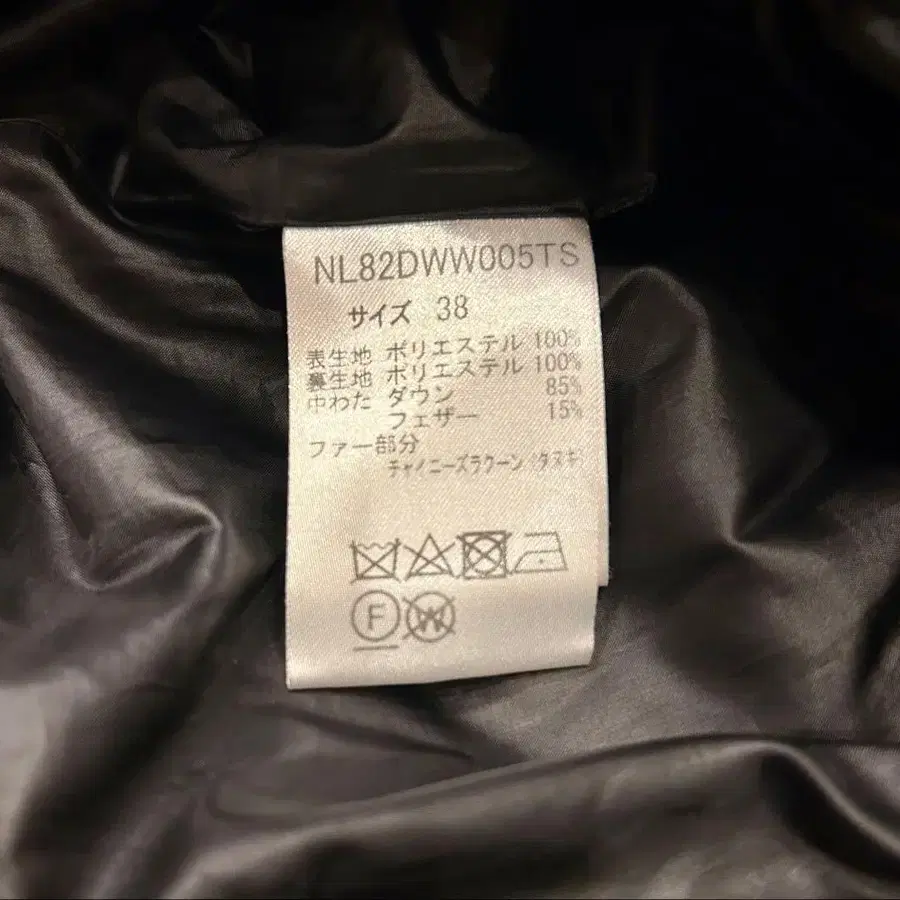 NL82DWW005TS
サイズ 38
表生地 ポリエステル 100%
裏生地 ポリエステル 100%
中わた ダウン 85%
フェザー 15%
ファー部分
チャイニーズラクーン(タヌキ
F
W